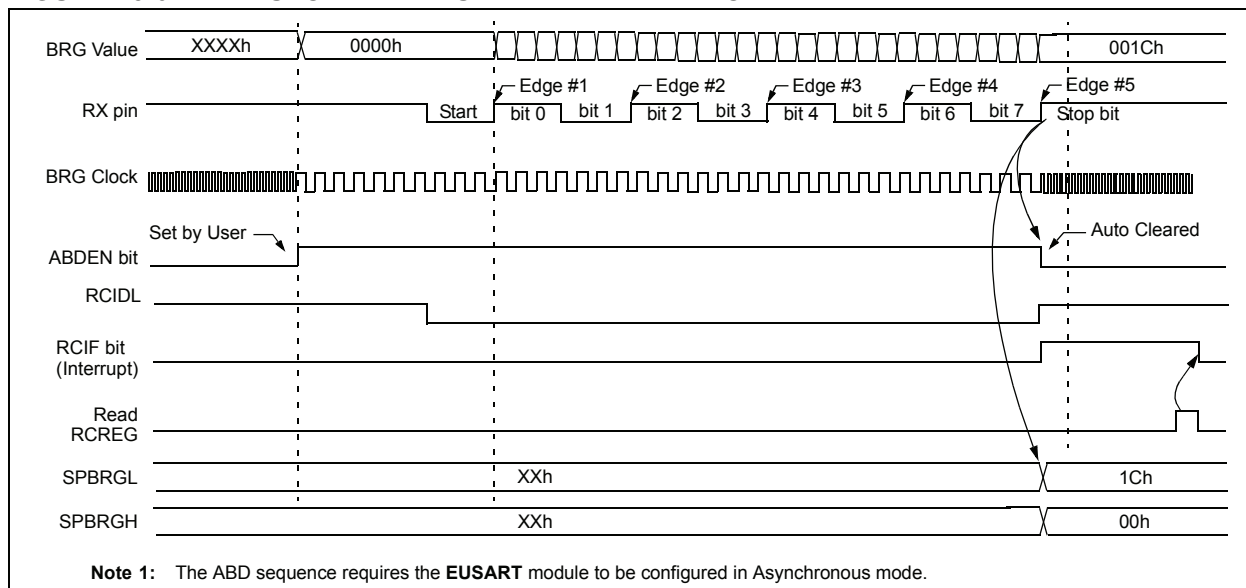 BRG Value XXXXh 0000h 001Ch
Edge #1 Edge #2 Edge #3 Edge #4 Edge #5
RX pin Start bit 0 bit 1 bit 2 bit 3 bit 4 bit 5 bit 6 bit 7 Stop bit
BRG Clock
Set by User Auto Cleared
ABDEN bit
RCIDL
RCIF bit
(Interrupt)
Read
RCREG
SPBRGL XXh 1Ch
SPBRGH XXh 00h
Note 1: The ABD sequence requires the EUSART module to be configured in Asynchronous mode.